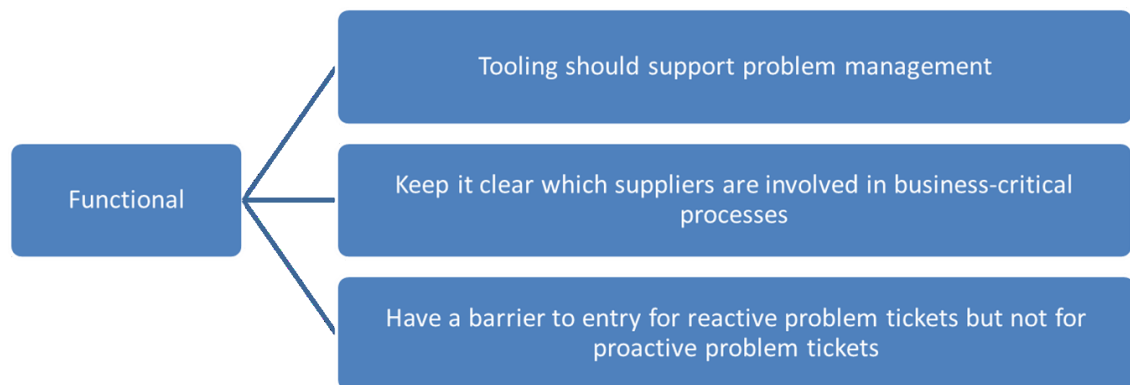 Functional
Tooling should support problem management
Keep it clear which suppliers are involved in business-critical
processes
Have a barrier to entry for reactive problem tickets but not for
proactive problem tickets